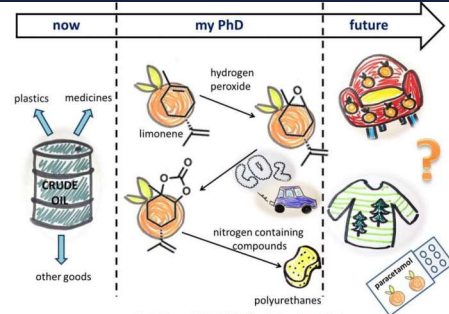 now
my PhD
future
plastics
medicines
CRUDE
OIL
other goods
limonene
hydrogen
peroxide
O
O
O
O
CO2
nitrogen containing
compounds
polyurethanes
?
paracetamol